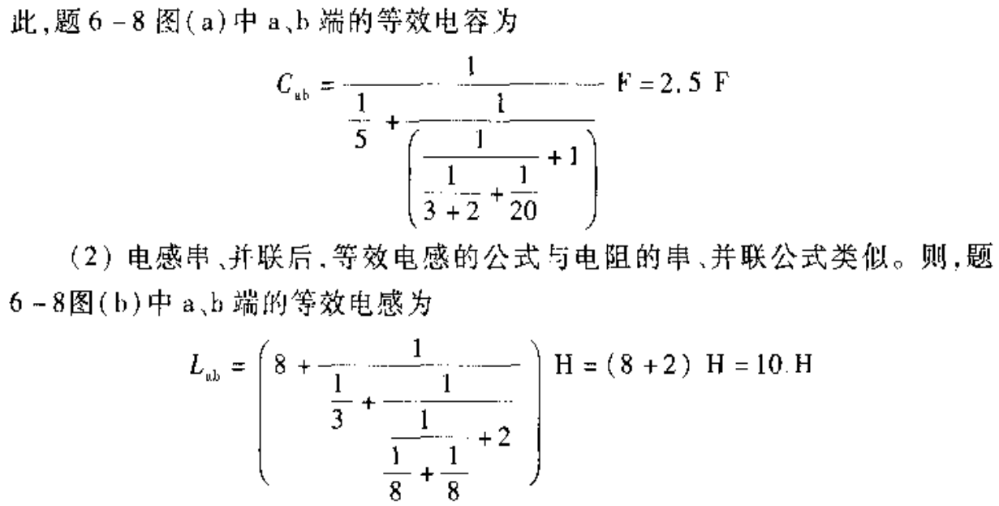 此,题6-8图(a)中a、b端的等效电容为
C_{ab} = \frac{1}{\frac{1}{5} + \frac{1}{\left(\frac{1}{\frac{1}{3+2} + \frac{1}{20}} + 1\right)}} F = 2.5 F
(2) 电感串、并联后,等效电感的公式与电阻的串、并联公式类似。则,题
6-8图(b)中a、b端的等效电感为
L_{ab} = \left(8 + \frac{1}{\frac{1}{3} + \frac{1}{\frac{1}{\frac{1}{8} + \frac{1}{8}} + 2}}\right) H = (8+2) H = 10 H